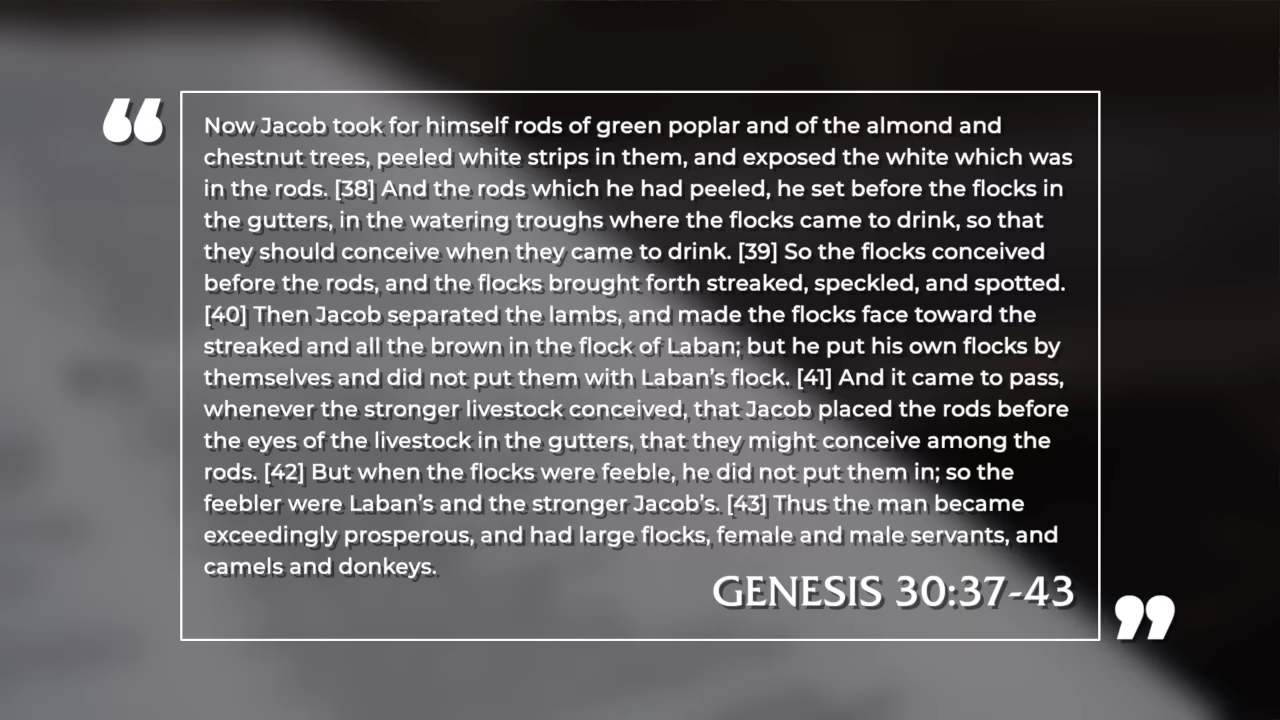 “
Now Jacob took for himself rods of green poplar and of the almond and
chestnut trees, peeled white strips in them, and exposed the white which was
in the rods. [38] And the rods which he had peeled, he set before the flocks in
the gutters, in the watering troughs where the flocks came to drink, so that
they should conceive when they came to drink. [39] So the flocks conceived
before the rods, and the flocks brought forth streaked, speckled, and spotted.
[40] Then Jacob separated the lambs, and made the flocks face toward the
streaked and all the brown in the flock of Laban; but he put his own flocks by
themselves and did not put them with Laban’s flock. [41] And it came to pass,
whenever the stronger livestock conceived, that Jacob placed the rods before
the eyes of the livestock in the gutters, that they might conceive among the
rods. [42] But when the flocks were feeble, he did not put them in; so the
feebler were Laban’s and the stronger Jacob’s. [43] Thus the man became
exceedingly prosperous, and had large flocks, female and male servants, and
camels and donkeys.
GENESIS 30:37-43
”